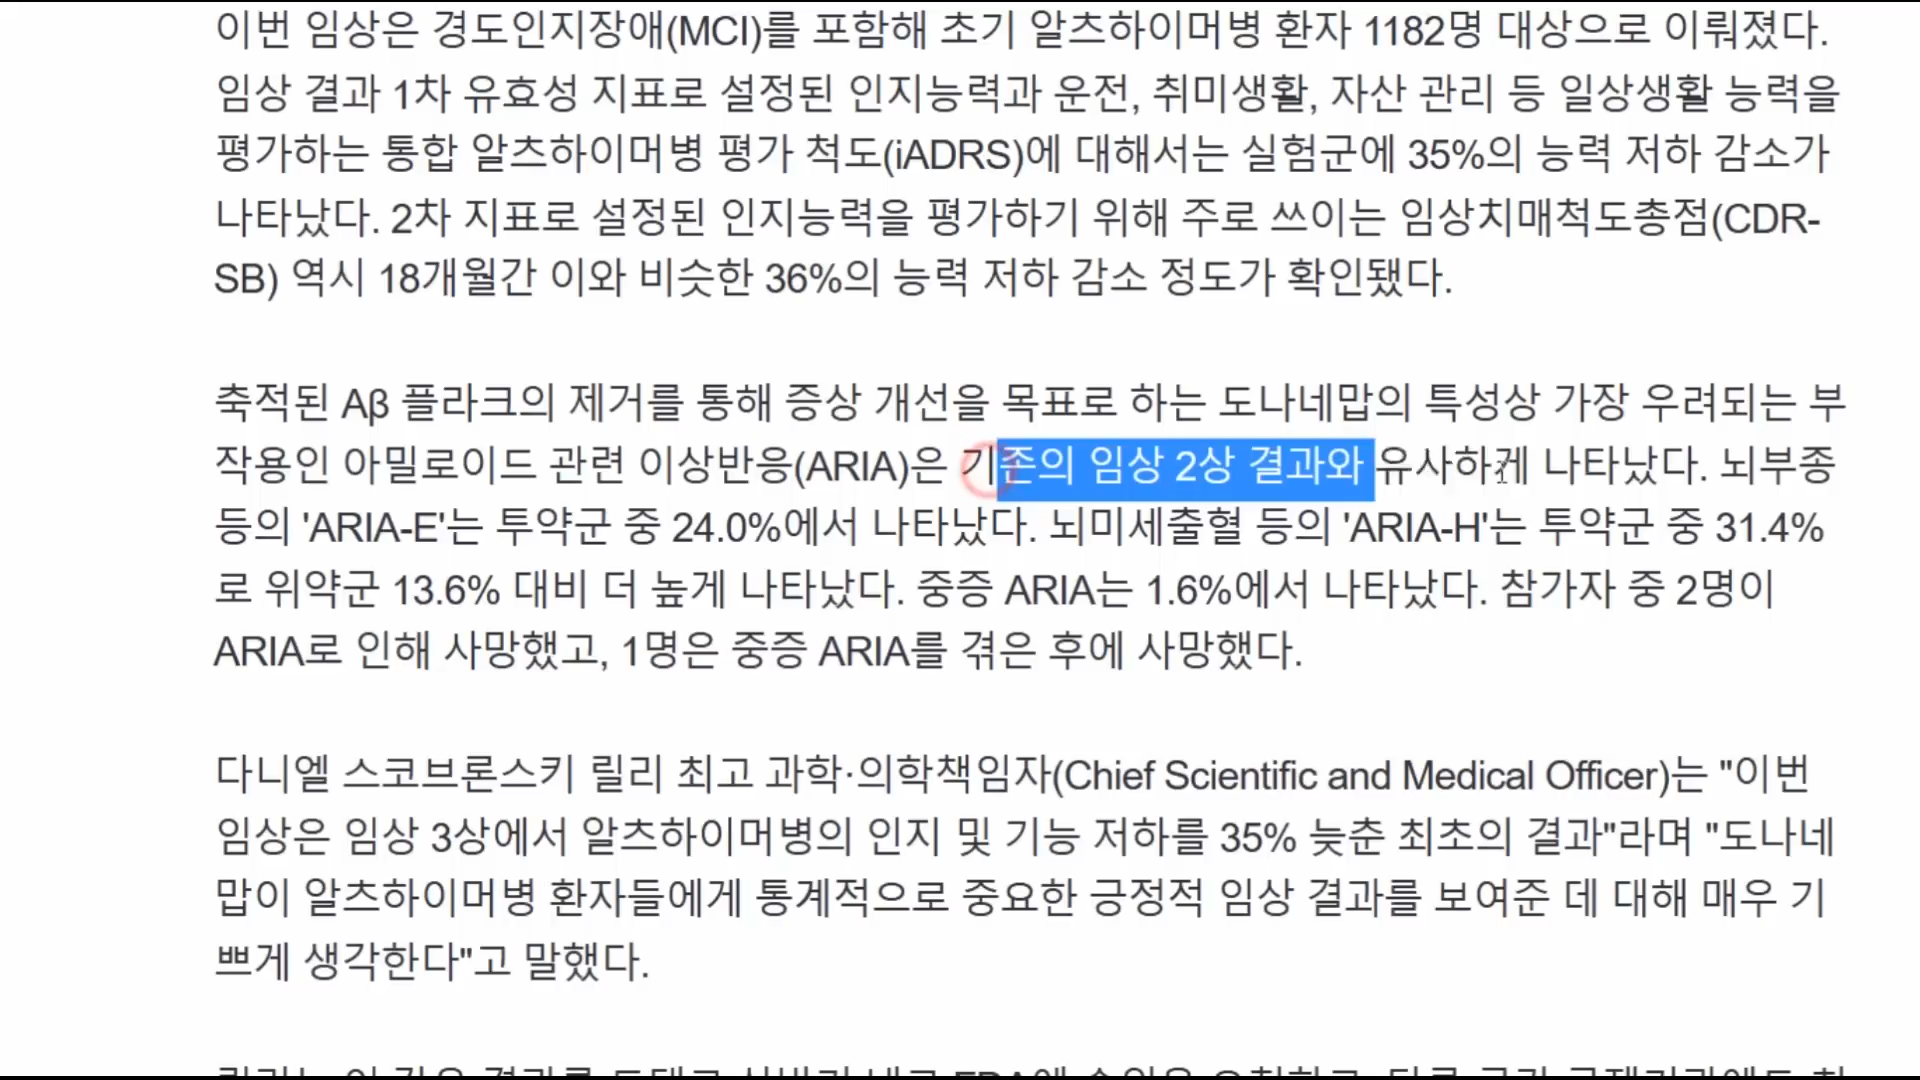 이번 임상은 경도인지장애(MCI)를 포함해 초기 알츠하이머병 환자 1182명 대상으로 이뤄졌다.
임상 결과 1차 유효성 지표로 설정된 인지능력과 운전, 취미생활, 자산 관리 등 일상생활 능력을
평가하는 통합 알츠하이머병 평가 척도(iADRS)에 대해서는 실험군에 35%의 능력 저하 감소가
나타났다. 2차 지표로 설정된 인지능력을 평가하기 위해 주로 쓰이는 임상치매척도총점(CDR-
SB) 역시 18개월간 이와 비슷한 36%의 능력 저하 감소 정도가 확인됐다.
축적된 Aβ 플라크의 제거를 통해 증상 개선을 목표로 하는 도나네맙의 특성상 가장 우려되는 부
작용인 아밀로이드 관련 이상반응(ARIA)은 기존의 임상 2상 결과와 유사하게 나타났다. 뇌부종
등의 'ARIA-E'는 투약군 중 24.0%에서 나타났다. 뇌미세출혈 등의 'ARIA-H'는 투약군 중 31.4%
로 위약군 13.6% 대비 더 높게 나타났다. 중증 ARIA는 1.6%에서 나타났다. 참가자 중 2명이
ARIA로 인해 사망했고, 1명은 중증 ARIA를 겪은 후에 사망했다.
다니엘 스코브론스키 릴리 최고 과학·의학책임자(Chief Scientific and Medical Officer)는 "이번
임상은 임상 3상에서 알츠하이머병의 인지 및 기능 저하를 35% 늦춘 최초의 결과"라며 "도나네
맙이 알츠하이머병 환자들에게 통계적으로 중요한 긍정적 임상 결과를 보여준 데 대해 매우 기
쁘게 생각한다"고 말했다.